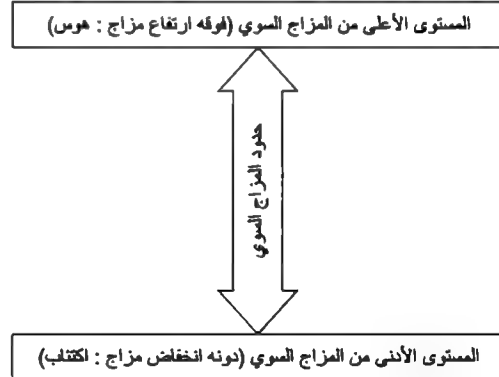 المستوى الأعلى من المزاج السوي (فوقه ارتفاع مزاج : هوس)
حدود المزاج السوي
المستوى الأدنى من المزاج السوي (دونه انخفاض مزاج : اكتئاب)